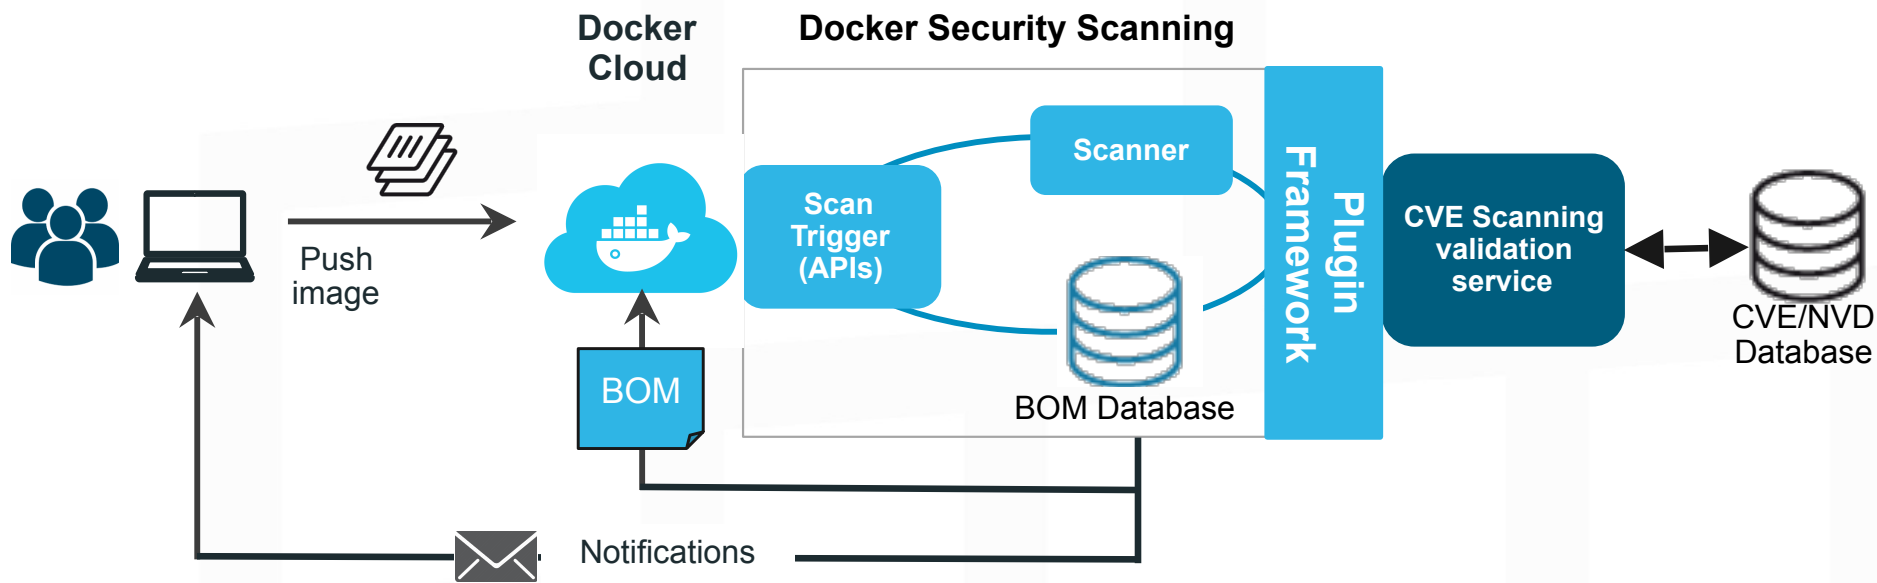 Docker
Cloud
Docker Security Scanning
Push
image
Scan
Trigger
(APIs)
Scanner
BOM Database
Plugin
Framework
CVE Scanning
validation
service
CVE/NVD
Database
BOM
Notifications